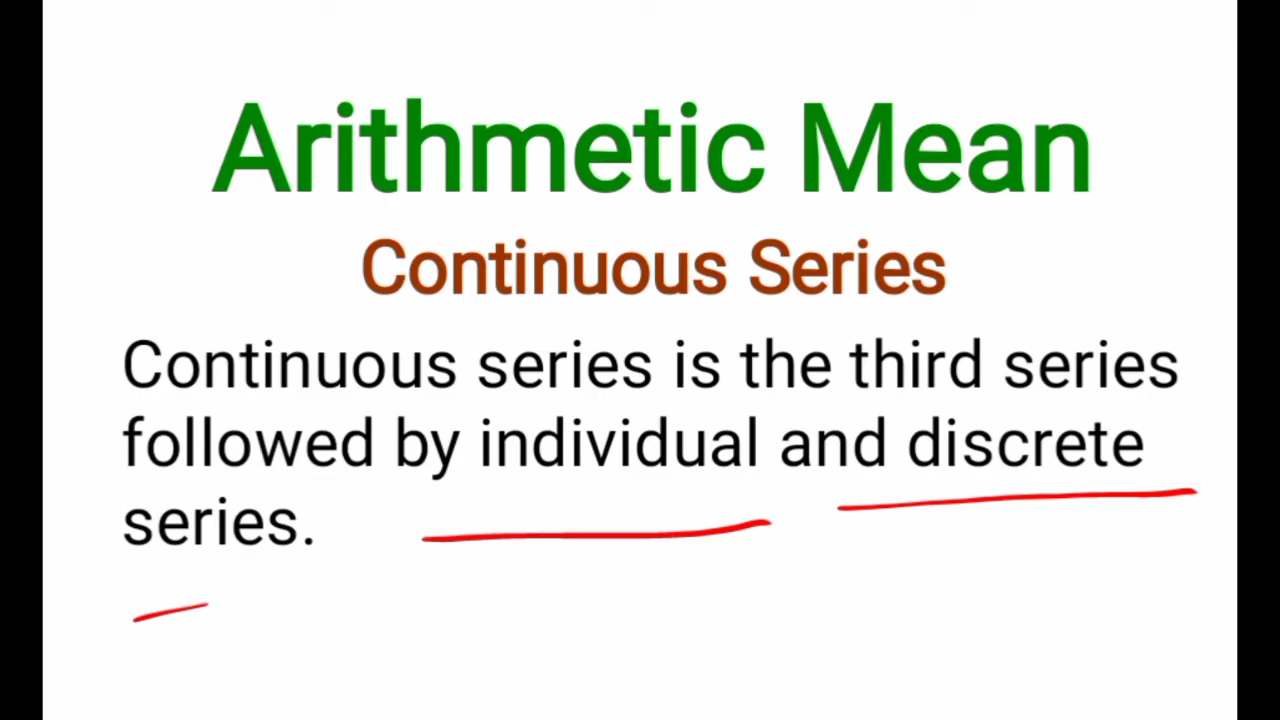 Arithmetic Mean
Continuous Series
Continuous series is the third series
followed by individual and discrete
series.